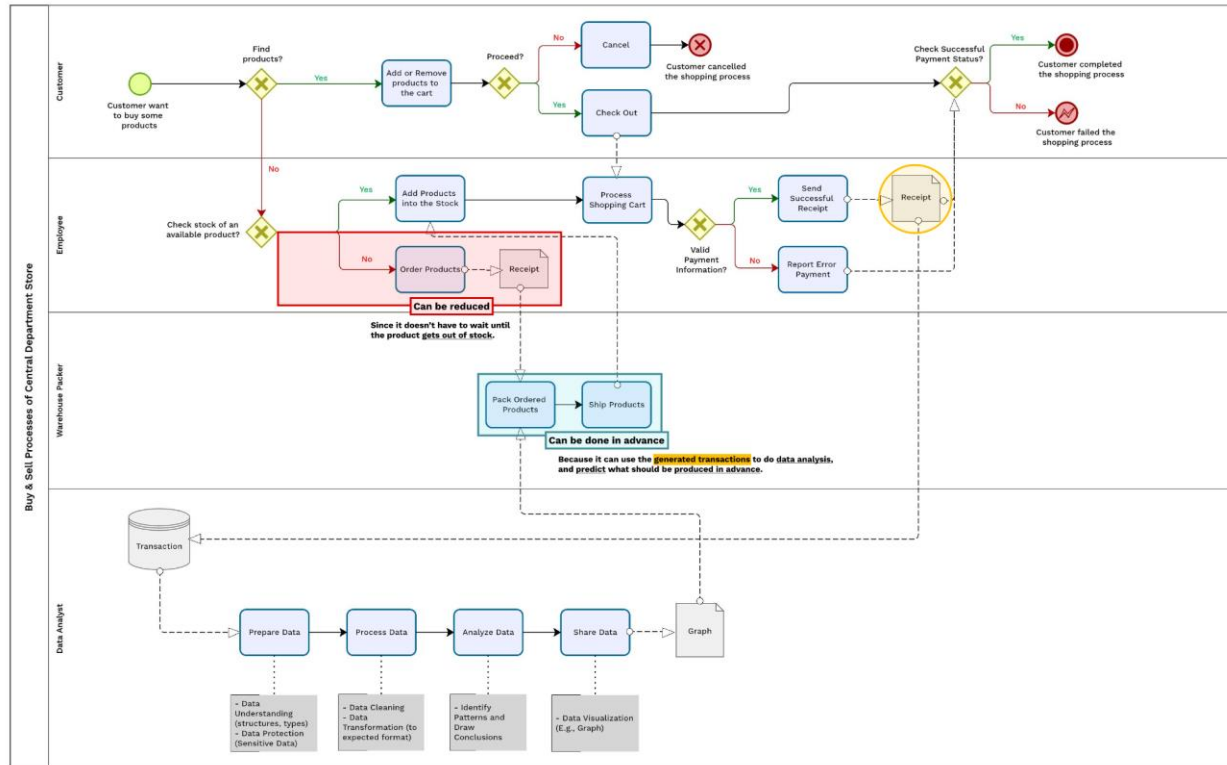 Buy & Sell Processes of Central Department Store
Customer
Find
products?
Yes
No
Customer want
to buy some
products
Add or Remove
products to
the cart
Proceed?
No
Yes
Cancel
Customer cancelled
the shopping process
Check Out
Check Successful
Payment Status?
Yes
Customer completed
the shopping process
No
Customer failed the
shopping process
Employee
Check stock of an
available product?
Yes
No
Add Products
into the Stock
Order Products
Receipt
Can be reduced
Since it doesn't have to wait until
the product gets out of stock.
Process
Shopping Cart
Valid
Payment
Information?
Yes
No
Send
Successful
Receipt
Report Error
Payment
Receipt
Warehouse Packer
Pack Ordered
Products
Ship Products
Can be done in advance
Because it can use the generated transactions to do data analysis,
and predict what should be produced in advance.
Data Analyst
Transaction
Prepare Data
Process Data
Analyze Data
Share Data
Graph
- Data
Understanding
(structures, types)
- Data Protection
(Sensitive Data)
- Data Cleaning
- Data
Transformation (to
expected format)
- Identify
Patterns and
Draw
Conclusions
- Data Visualization
(E.g., Graph)